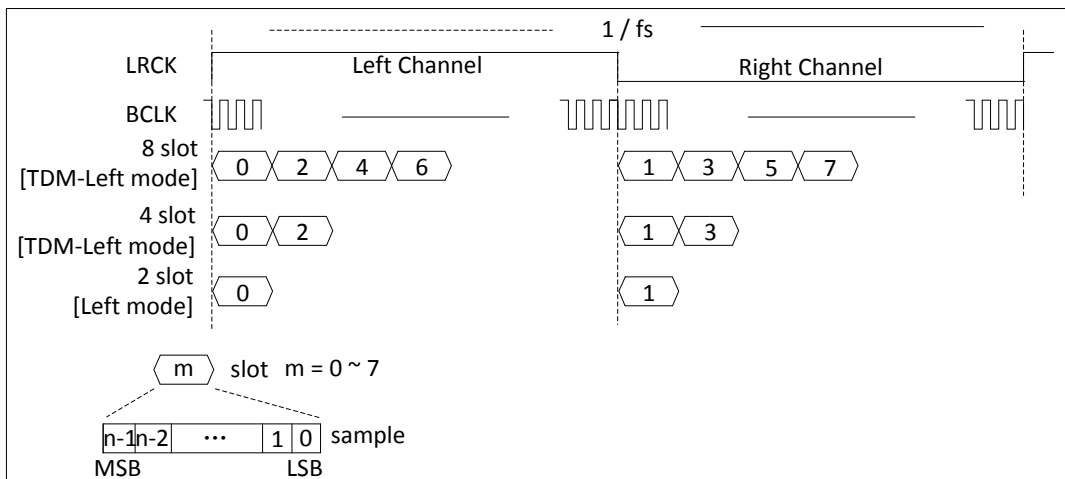 1 / fs
LRCK Left Channel Right Channel
BCLK
8 slot
[TDM-Left mode] 0 2 4 6 1 3 5 7
4 slot
[TDM-Left mode] 0 2 1 3
2 slot
[Left mode] 0 1
m slot m = 0 ~ 7
n-1 n-2 ... 1 0 sample
MSB LSB